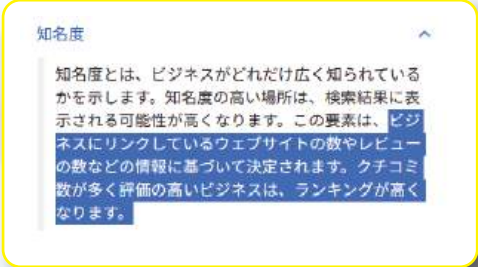 知名度
知名度とは、ビジネスがどれだけ広く知られている
かを示します。知名度の高い場所は、検索結果に表
示される可能性が高くなります。この要素は、ビジ
ネスにリンクしているウェブサイトの数やレビュー
の数などの情報に基づいて決定されます。クチコミ
数が多く評価の高いビジネスは、ランキングが高く
なります。